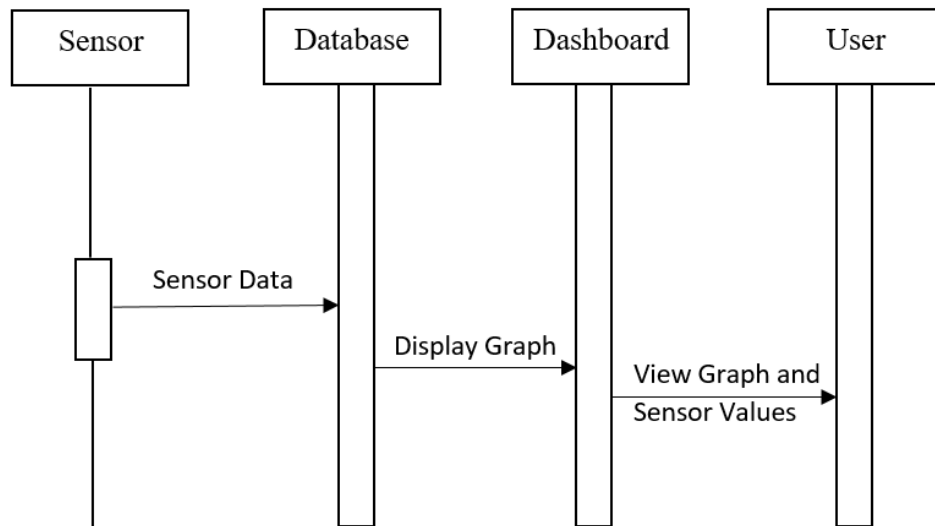 Sensor
Database
Dashboard
User
Sensor Data
Display Graph
View Graph and
Sensor Values